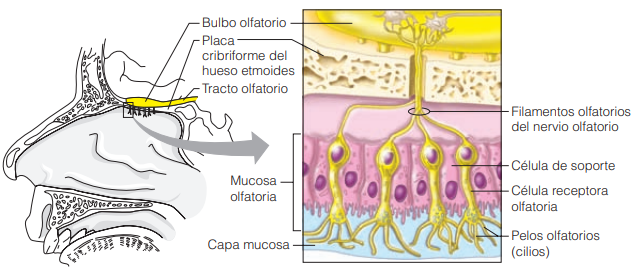 Bulbo olfatorio
Placa
cribriforme del
hueso etmoides
Tracto olfatorio
Filamentos olfatorios
del nervio olfatorio
Célula de soporte
Mucosa
olfatoria
Célula receptora
olfatoria
Capa mucosa
Pelos olfatorios
(cilios)